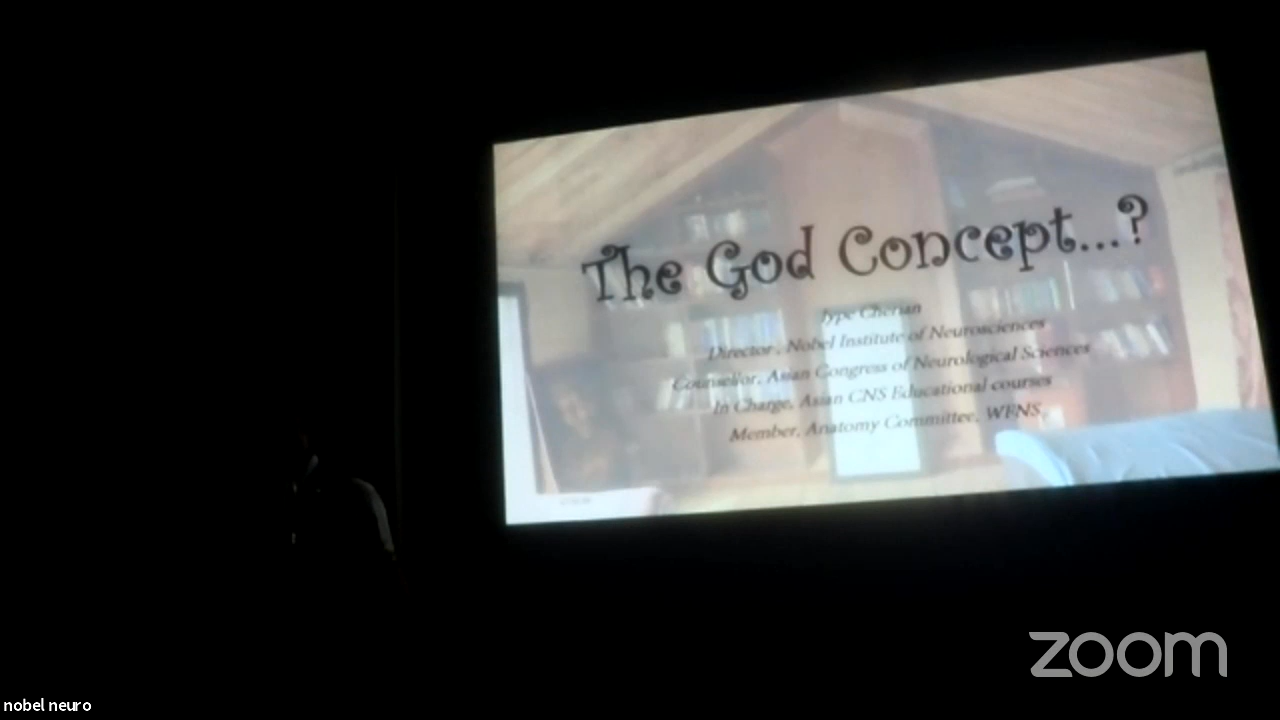 The God Concept...?
Iype Cherian
Director, Nobel Institute of Neurosciences
Counsellor, Asian Congress of Neurological Sciences
In Charge, Asian CNS Educational courses
Member, Anatomy Committee, WFNS
zoom
nobel neuro